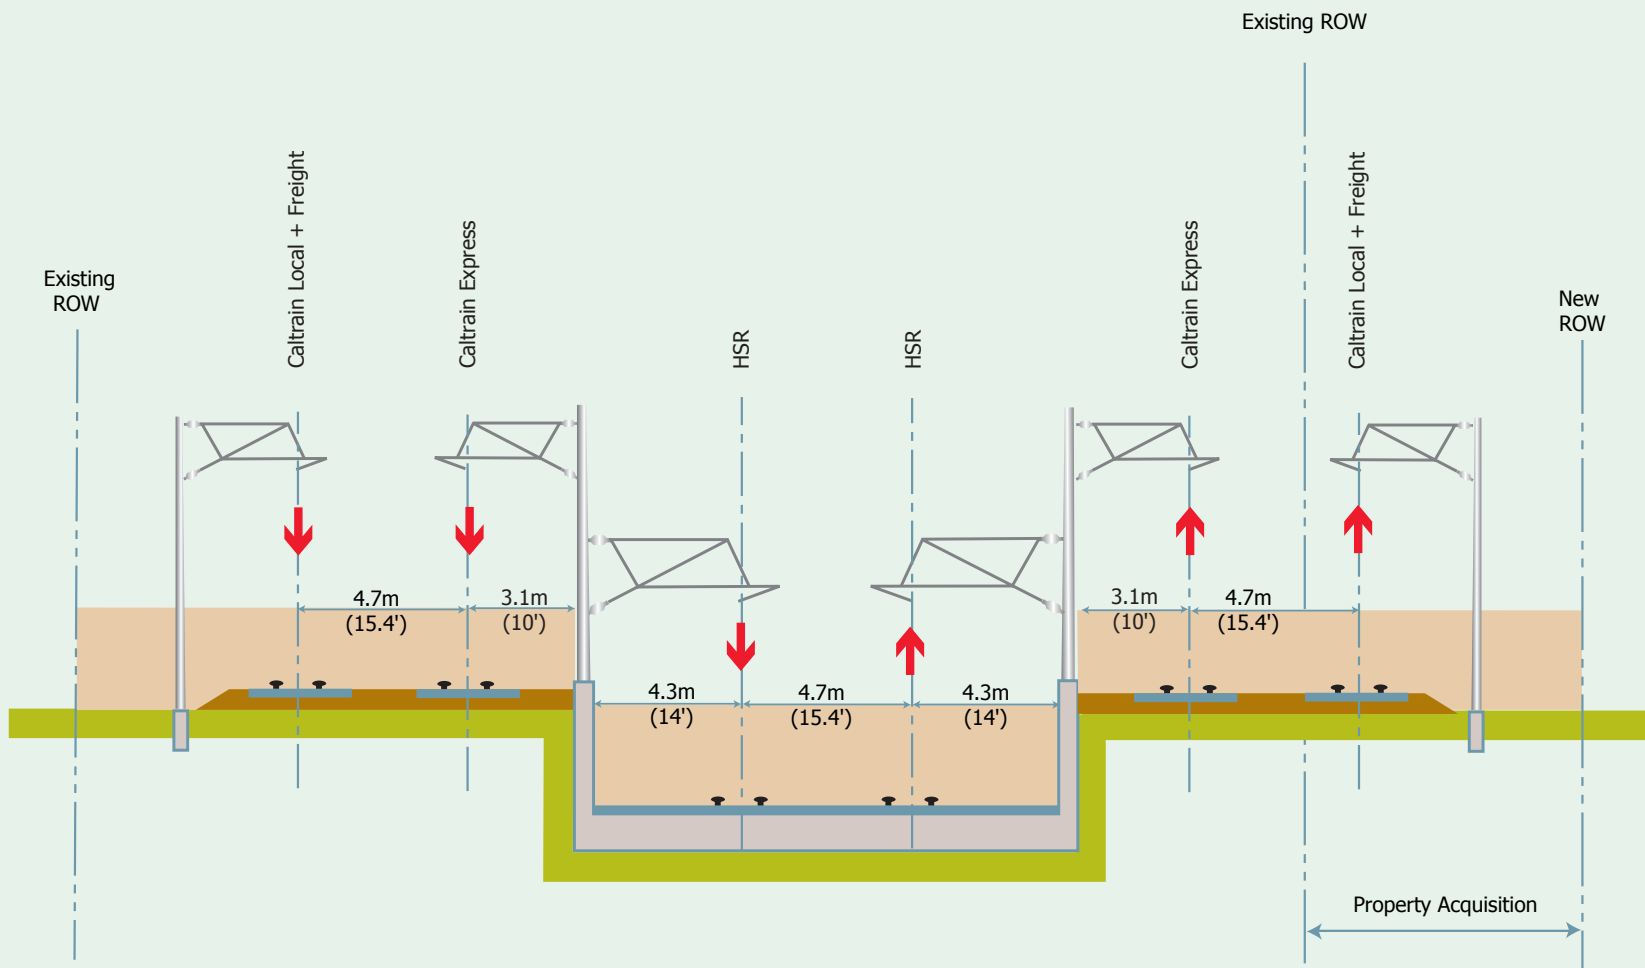 Existing ROW
Caltrain Local + Freight
Caltrain Express
HSR
HSR
Caltrain Express
Caltrain Local + Freight
Existing
ROW
New
ROW
4.7m
(15.4')
3.1m
(10')
4.3m
(14')
4.7m
(15.4')
4.3m
(14')
3.1m
(10')
4.7m
(15.4')
Property Acquisition